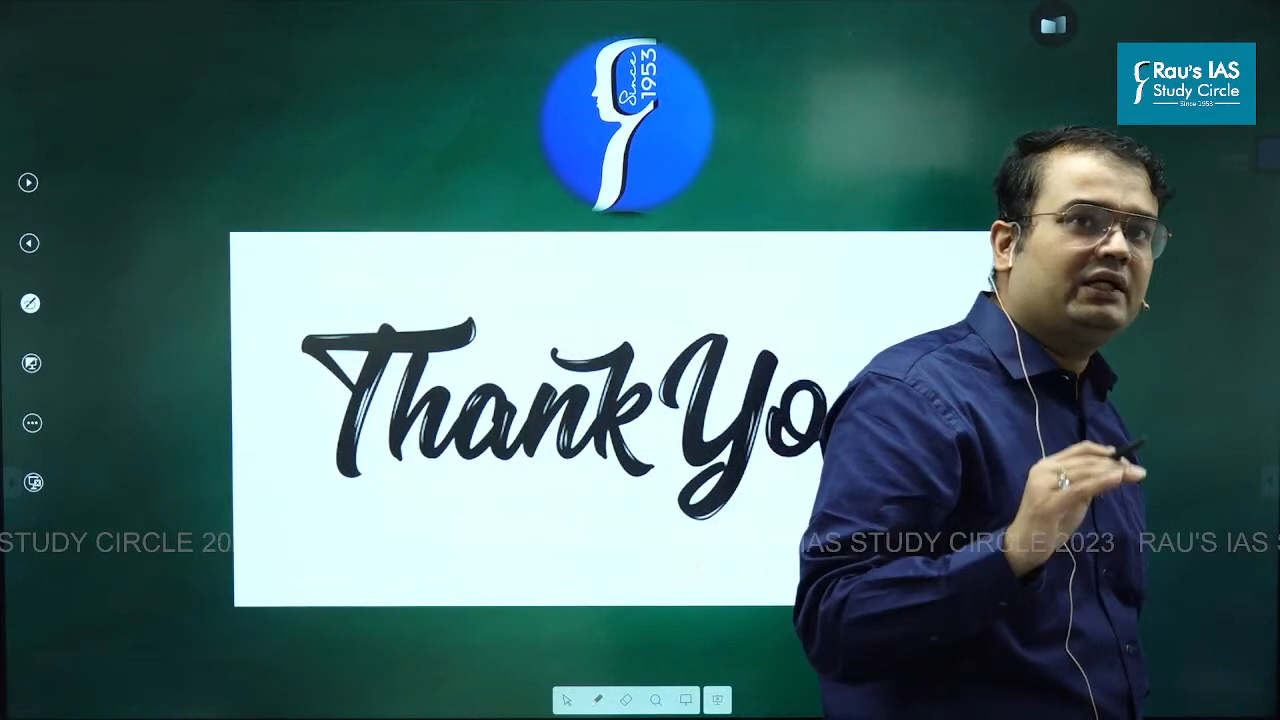 Since
1953
Rau's IAS
Study Circle
Since 1953
Thank Yo
STUDY CIRCLE 20
IAS STUDY CIRCLE 2023 RAU'S IAS S